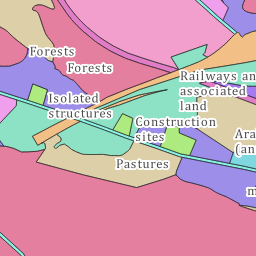 Forests
Forests
Railways an
associated
land
Isolated
structures
Construction
sites
Ara
(an
Pastures
m